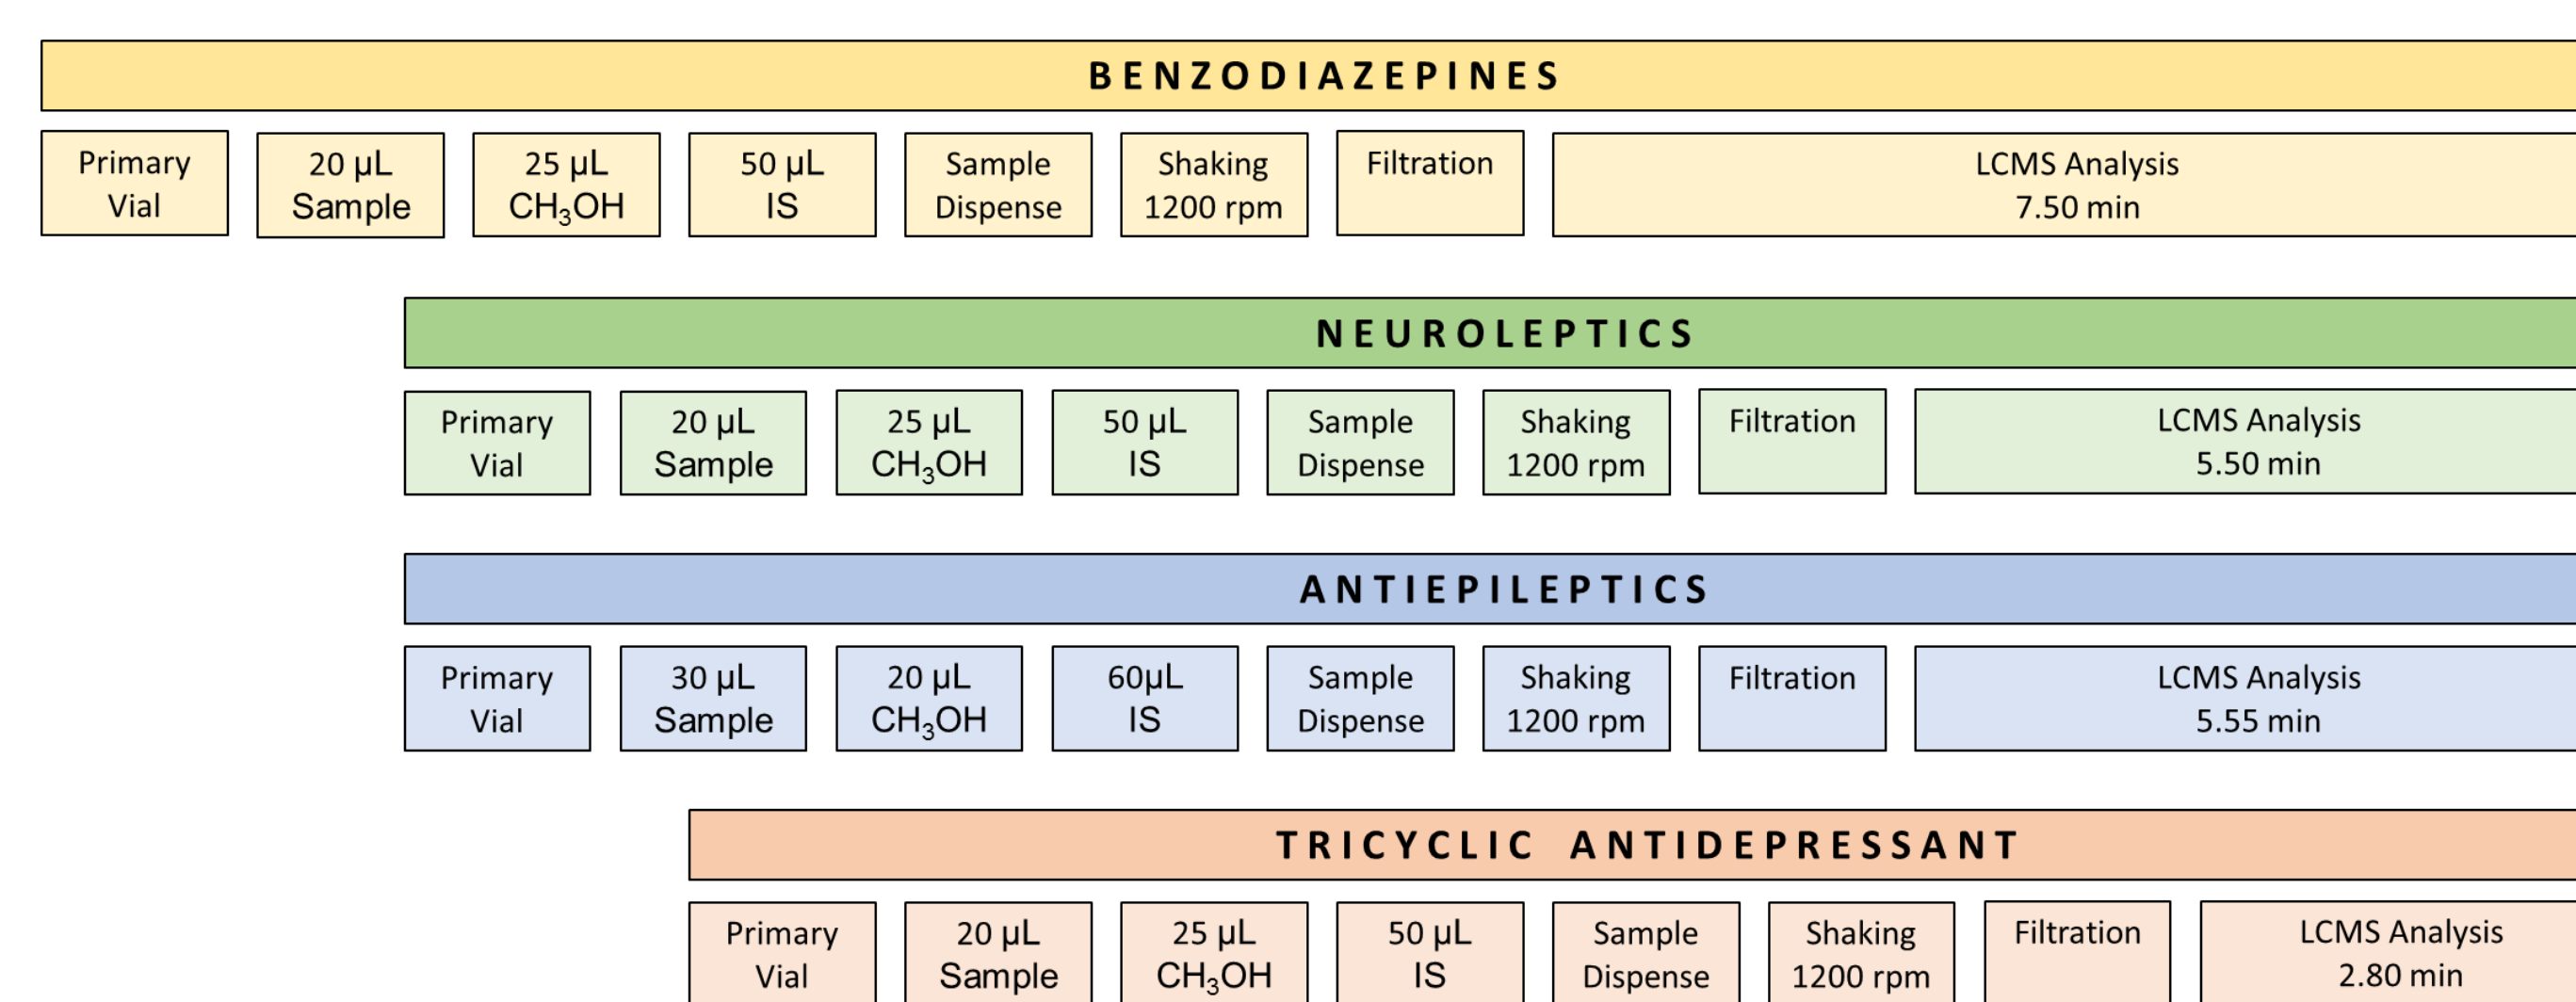 BENZODIAZEPINES
Primary
Vial
20 µL
Sample
25 µL
CH₃OH
50 µL
IS
Sample
Dispense
Shaking
1200 rpm
Filtration
LCMS Analysis
7.50 min
NEUROLEPTICS
Primary
Vial
20 µL
Sample
25 µL
CH₃OH
50 µL
IS
Sample
Dispense
Shaking
1200 rpm
Filtration
LCMS Analysis
5.50 min
ANTIEPILEPTICS
Primary
Vial
30 µL
Sample
20 µL
CH₃OH
60µL
IS
Sample
Dispense
Shaking
1200 rpm
Filtration
LCMS Analysis
5.55 min
TRICYCLIC ANTIDEPRESSANT
Primary
Vial
20 µL
Sample
25 µL
CH₃OH
50 µL
IS
Sample
Dispense
Shaking
1200 rpm
Filtration
LCMS Analysis
2.80 min